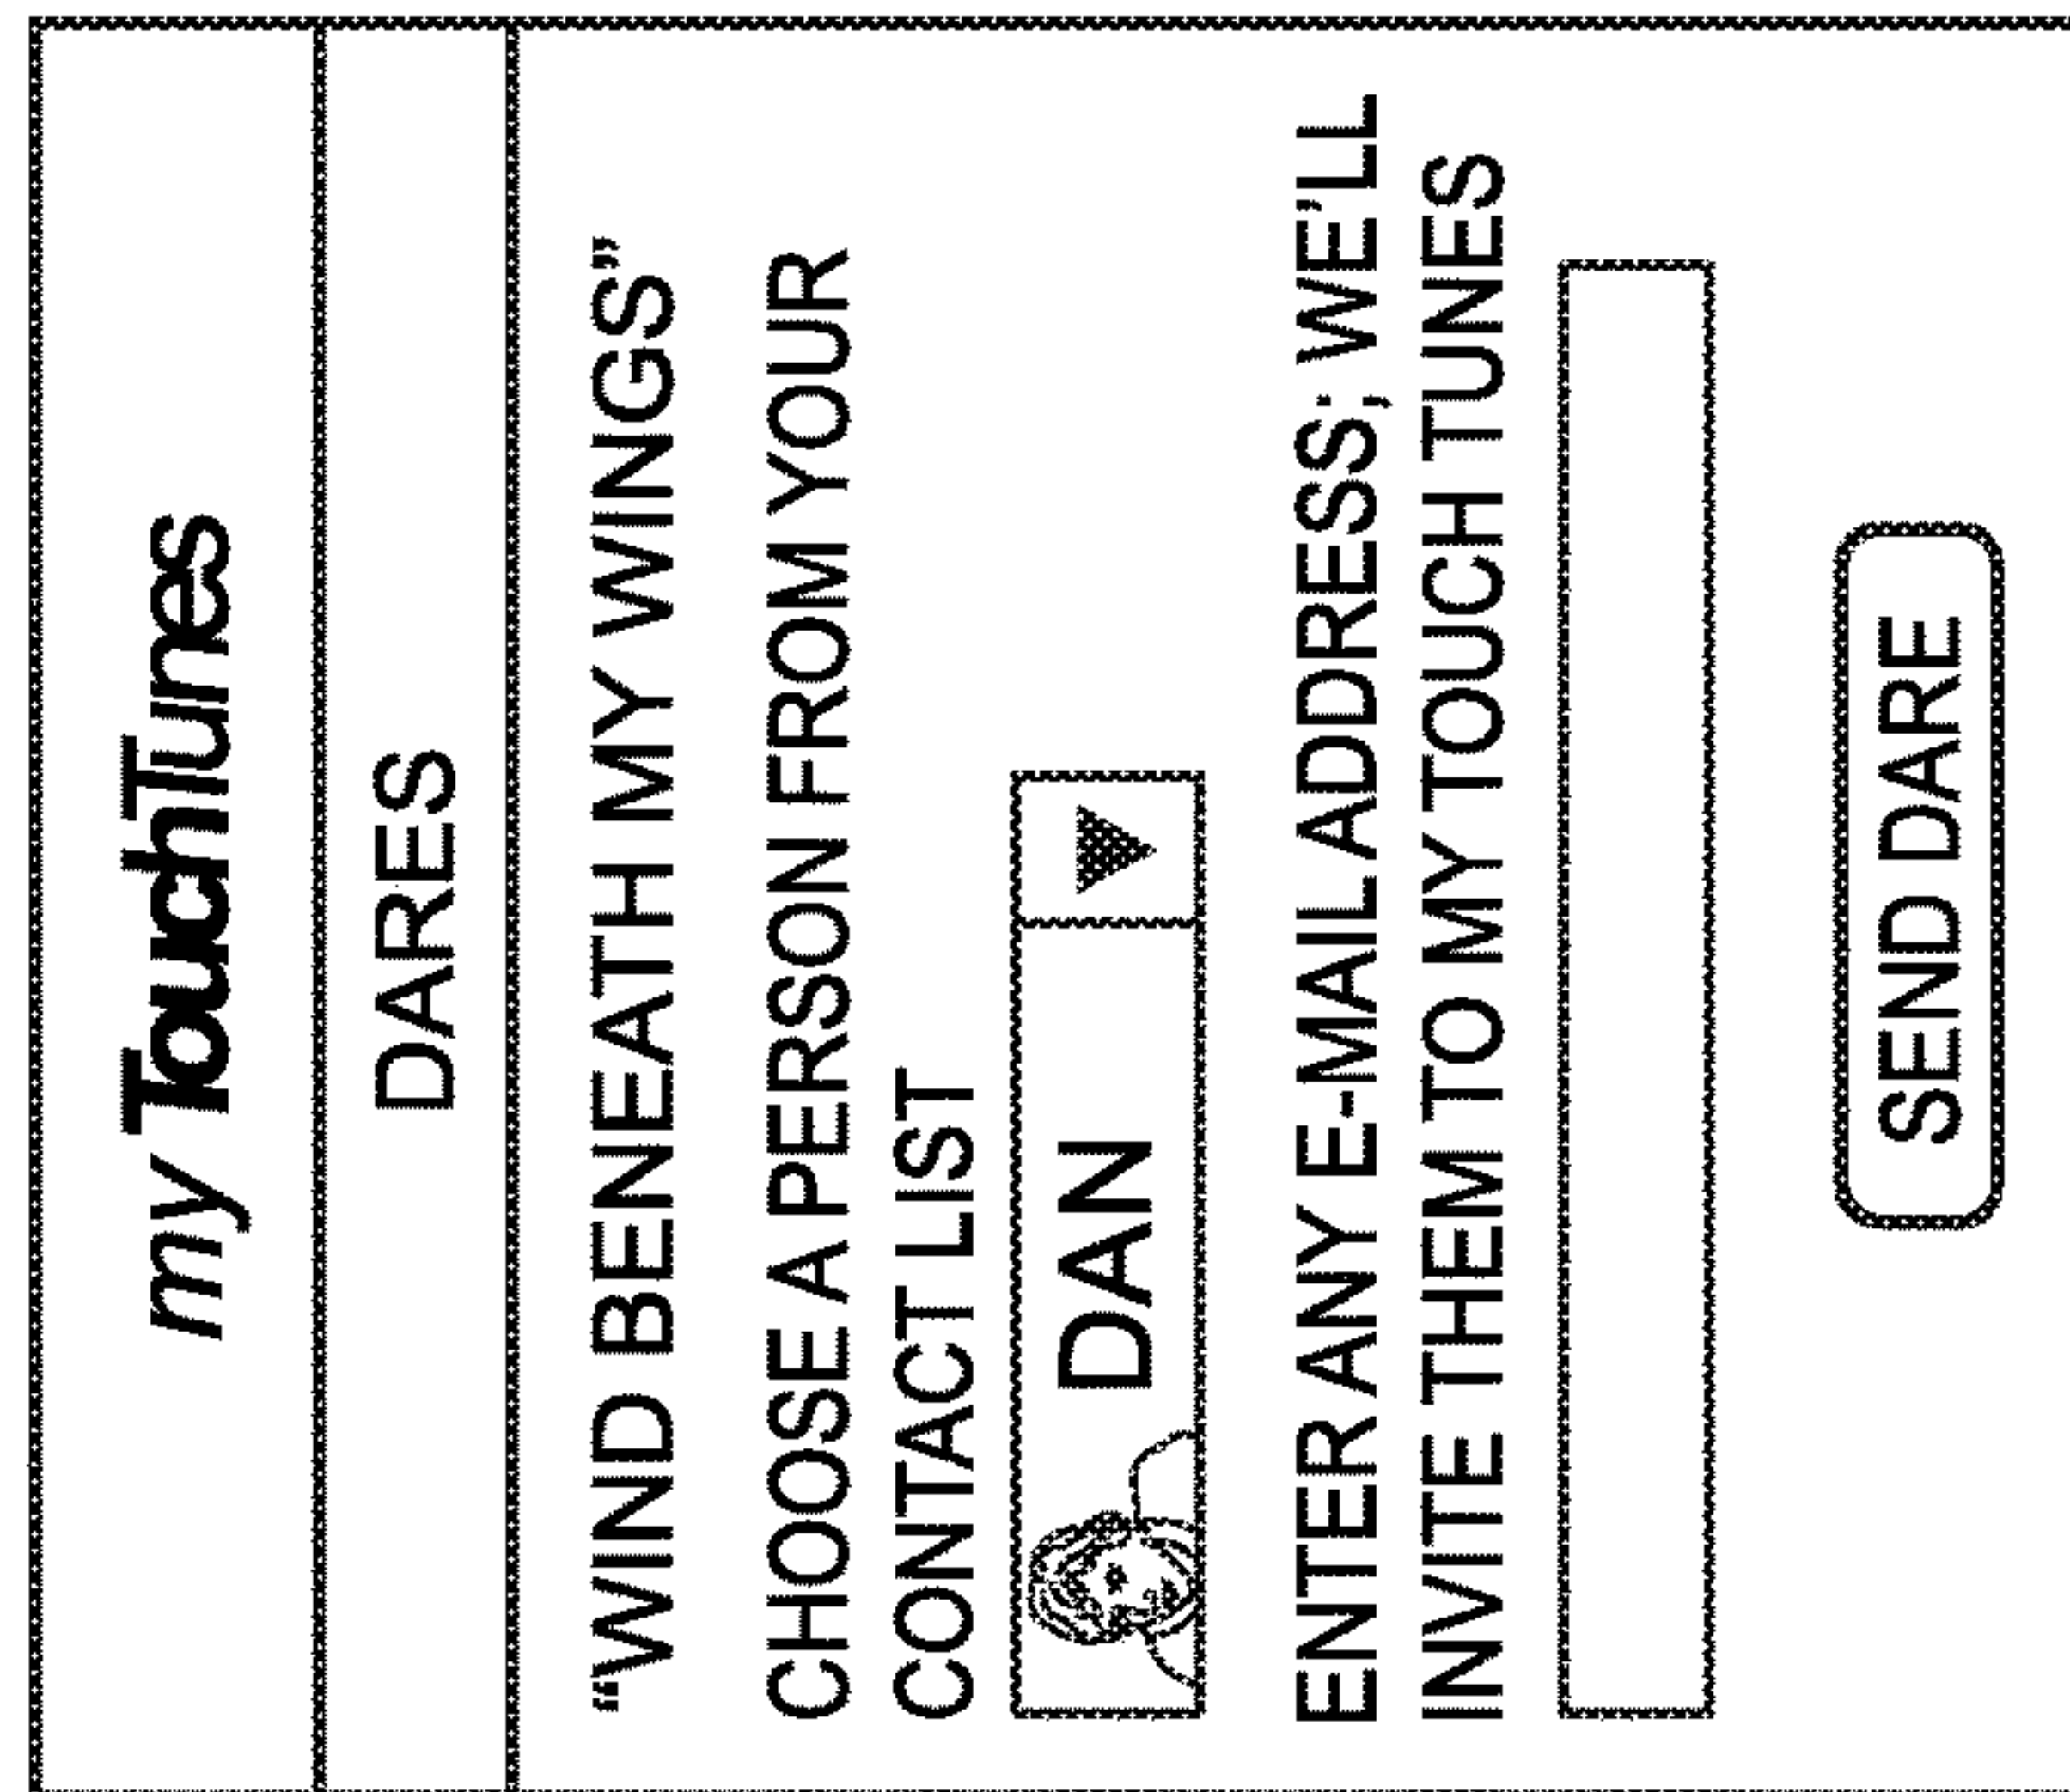 my TouchTunes
DARES
“WIND BENEATH MY WINGS”
CHOOSE A PERSON FROM YOUR
CONTACT LIST
DAN
ENTER ANY E-MAIL ADDRESS; WE'LL
INVITE THEM TO MY TOUCH TUNES
SEND DARE